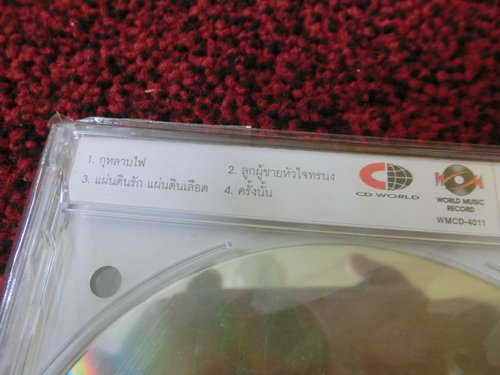 1. กุหลาบไฟ
2. ลูกผู้ชายหัวใจทรนง
3. แผ่นดินรัก แผ่นดินเลือด
4. ครั้งนั้น
CD WORLD
WORLD MUSIC
RECORD
WMCD-4011